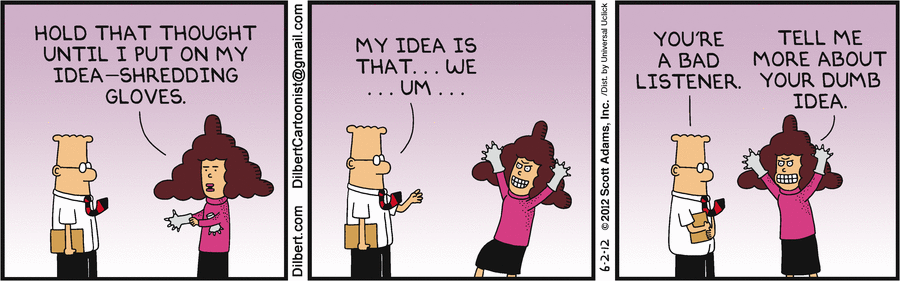 HOLD THAT THOUGHT
UNTIL I PUT ON MY
IDEA–SHREDDING
GLOVES.
Dilbert.com DilbertCartoonist@gmail.com
MY IDEA IS
THAT... WE
...UM...
6-2-12 © 2012 Scott Adams, Inc. /Dist. by Universal Uclick
YOU'RE
A BAD
LISTENER.
TELL ME
MORE ABOUT
YOUR DUMB
IDEA.